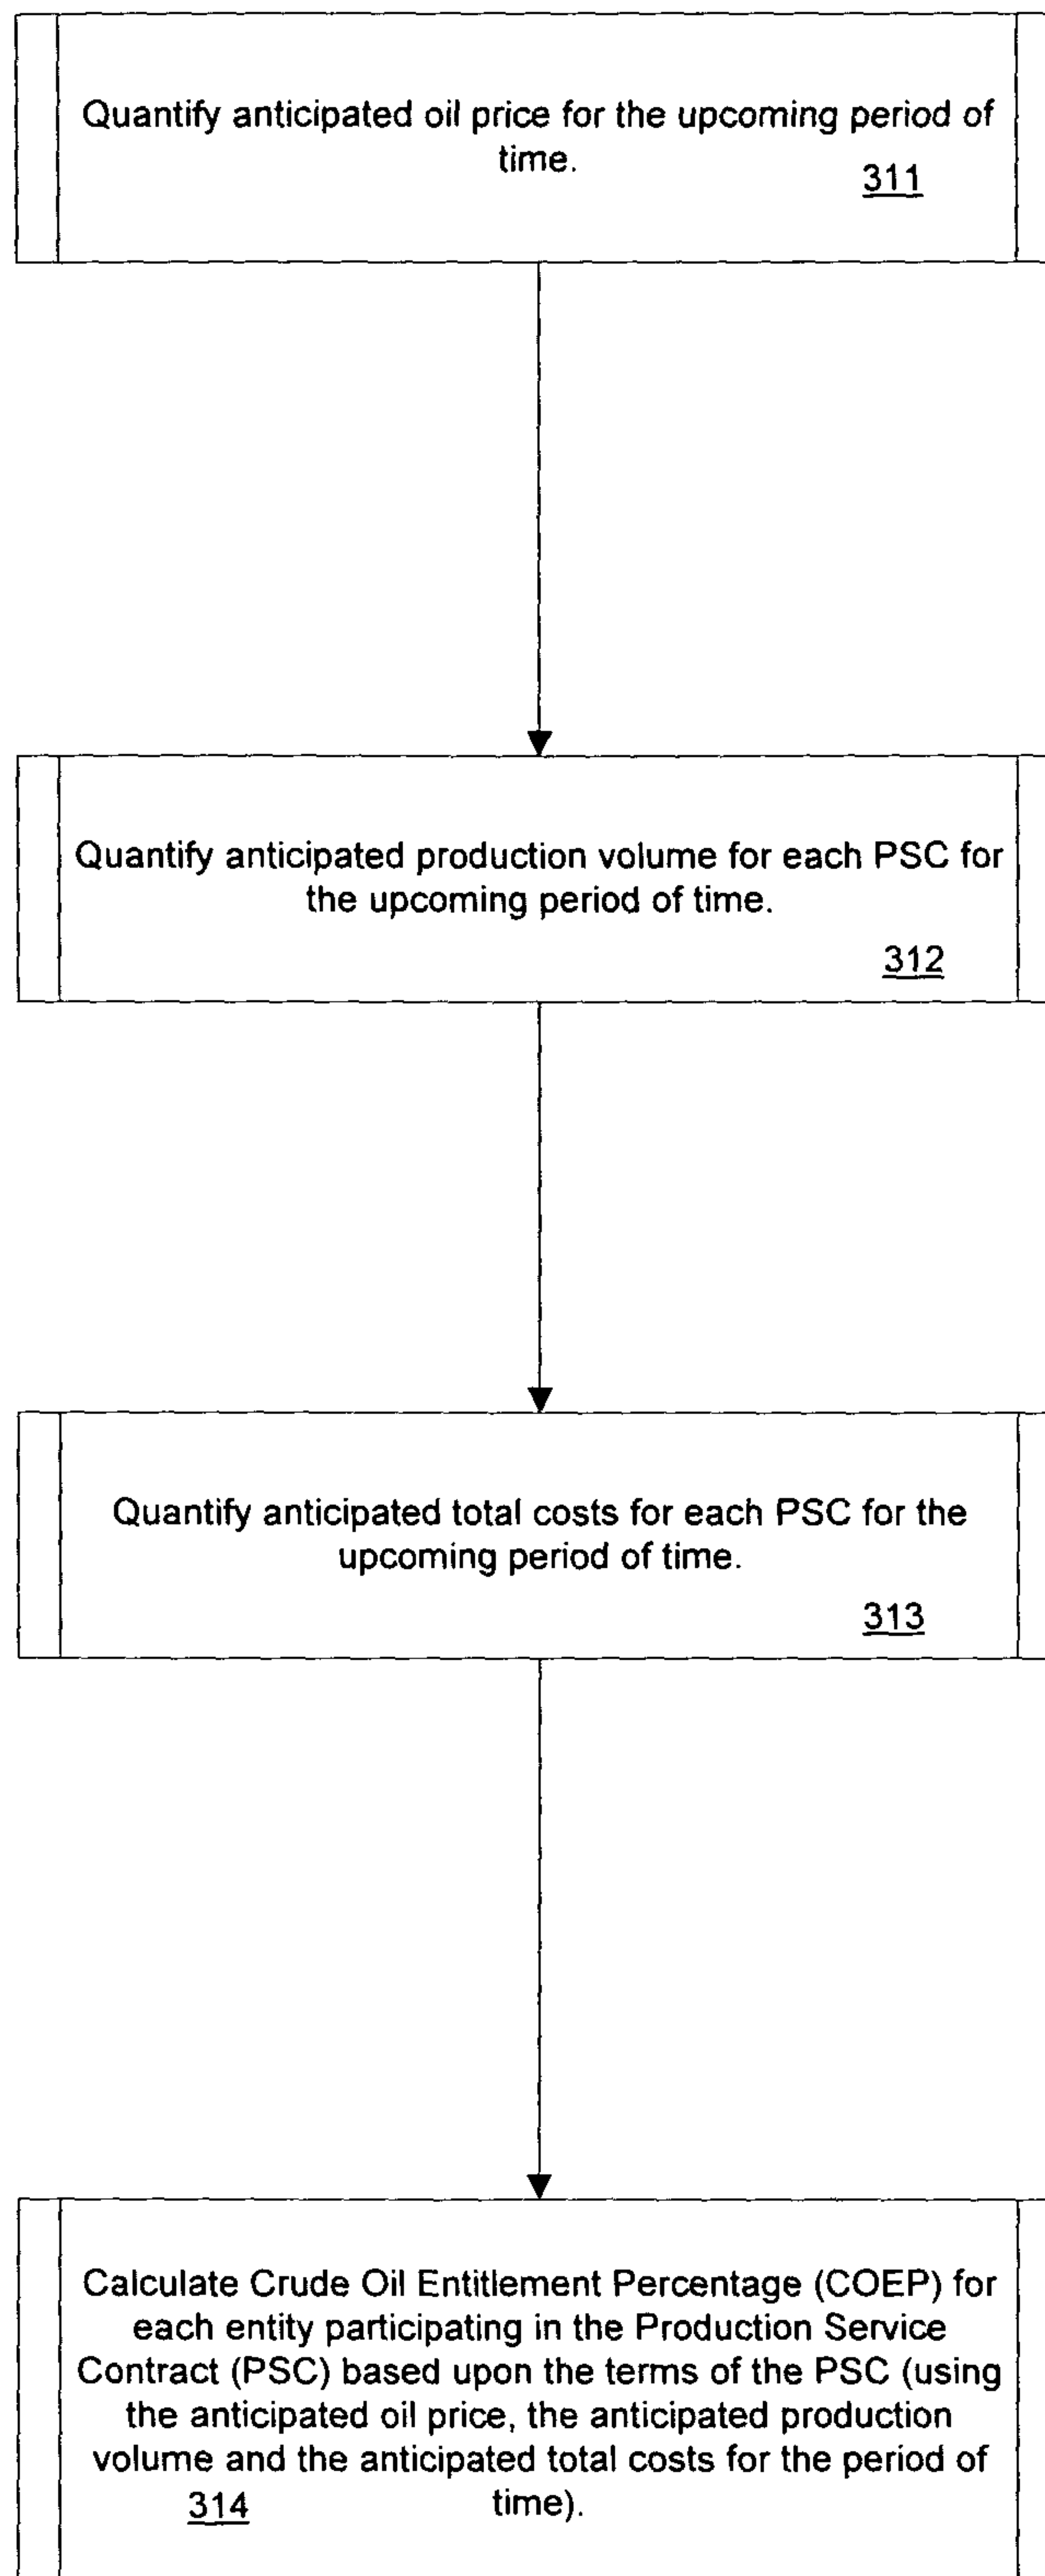 Quantify anticipated oil price for the upcoming period of
time.
311
Quantify anticipated production volume for each PSC for
the upcoming period of time.
312
Quantify anticipated total costs for each PSC for the
upcoming period of time.
313
Calculate Crude Oil Entitlement Percentage (COEP) for
each entity participating in the Production Service
Contract (PSC) based upon the terms of the PSC (using
the anticipated oil price, the anticipated production
volume and the anticipated total costs for the period of
314 time).